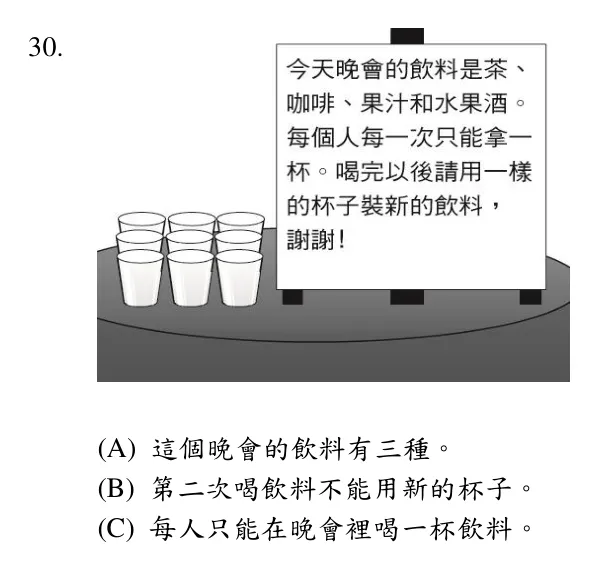 30.
今天晚會的飲料是茶、
咖啡、果汁和水果酒。
每個人每一次只能拿一
杯。喝完以後請用一樣
的杯子裝新的飲料，
謝謝!
(A) 這個晚會的飲料有三種。
(B) 第二次喝飲料不能用新的杯子。
(C) 每人只能在晚會裡喝一杯飲料。